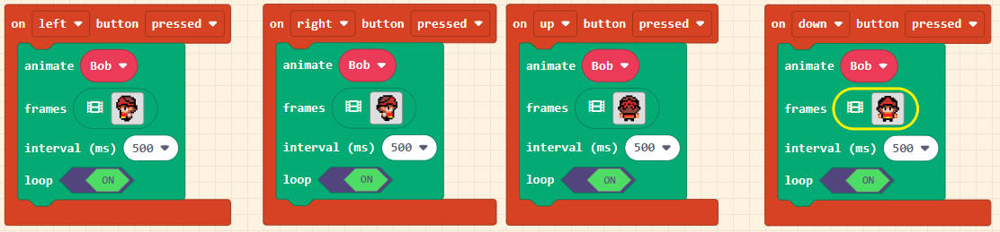 on left button pressed
animate Bob
frames
interval (ms) 500
loop ON
on right button pressed
animate Bob
frames
interval (ms) 500
loop ON
on up button pressed
animate Bob
frames
interval (ms) 500
loop ON
on down button pressed
animate Bob
frames
interval (ms) 500
loop ON